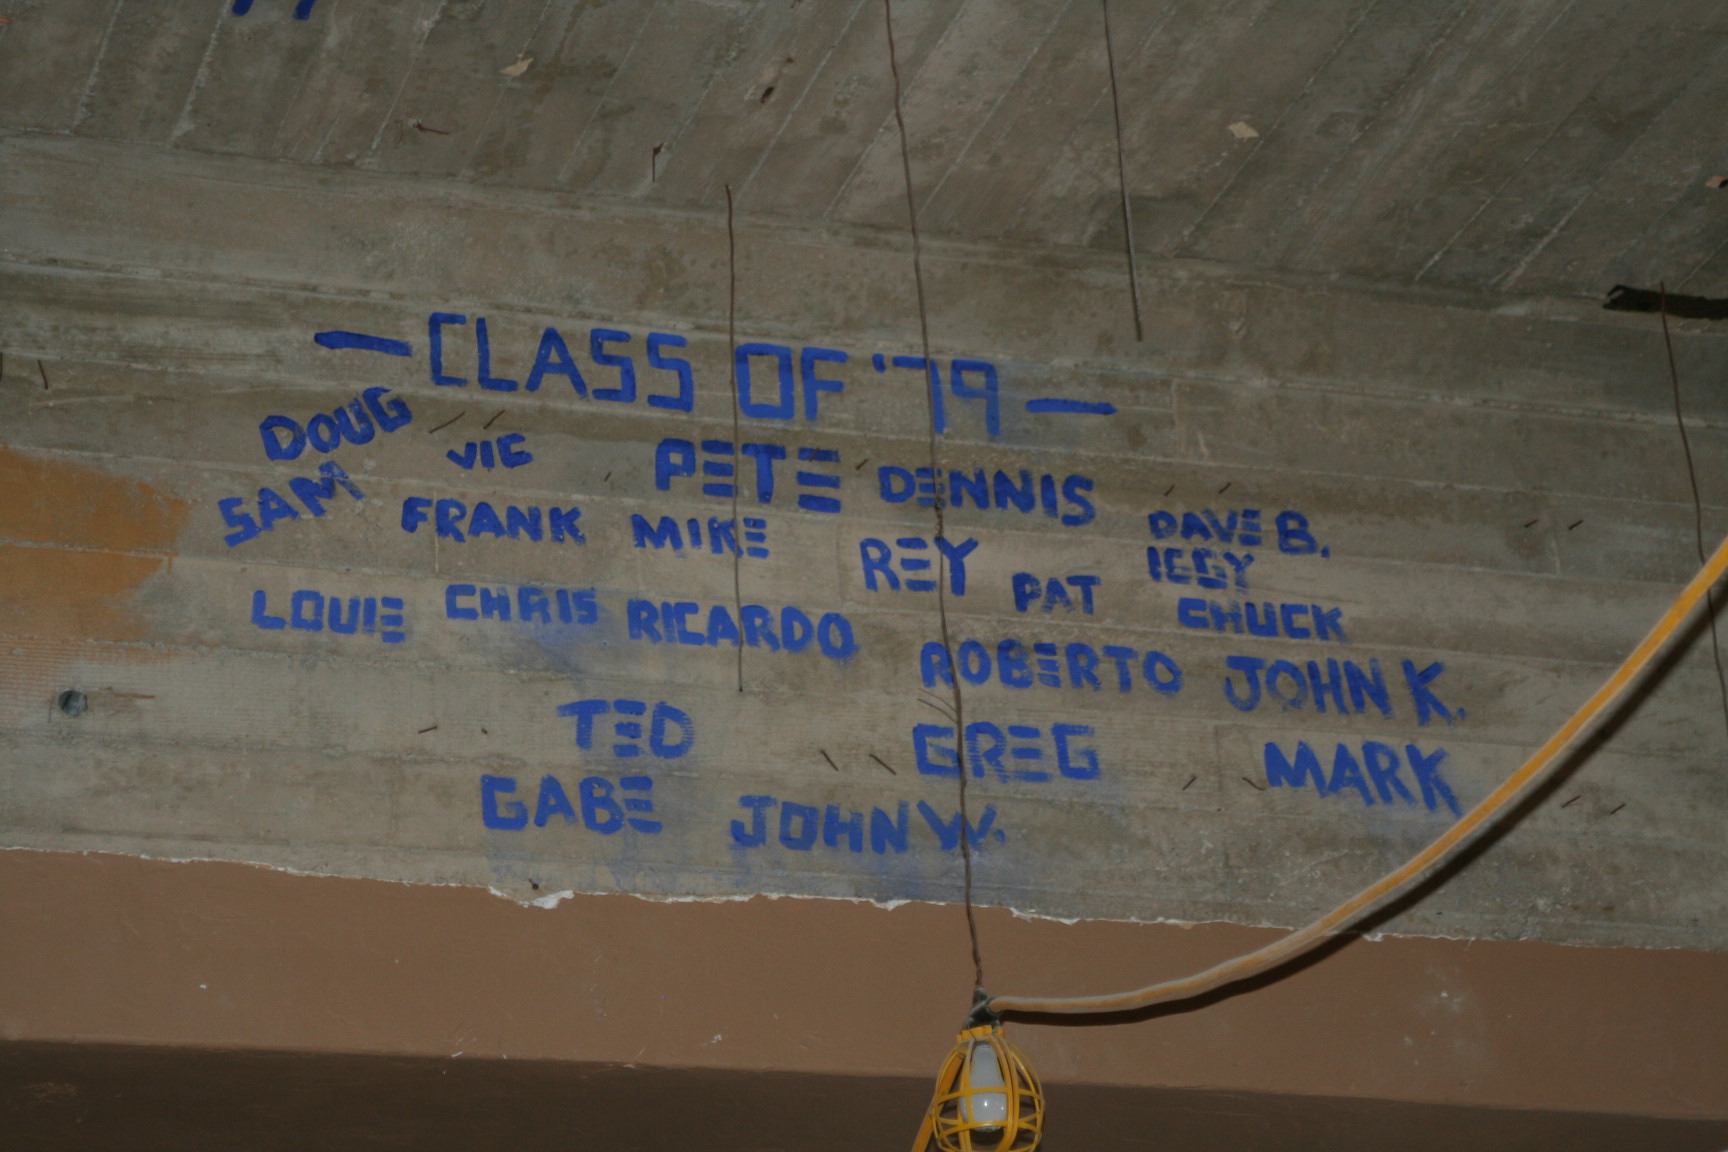 — CLASS OF '79 —
DOUG VIC PETE DENNIS DAVE B.
SAM FRANK MIKE REY PAT IGGY
LOUIE CHRIS RICARDO CHUCK
ROBERTO JOHN K.
TED GREG MARK
GABE JOHN W.